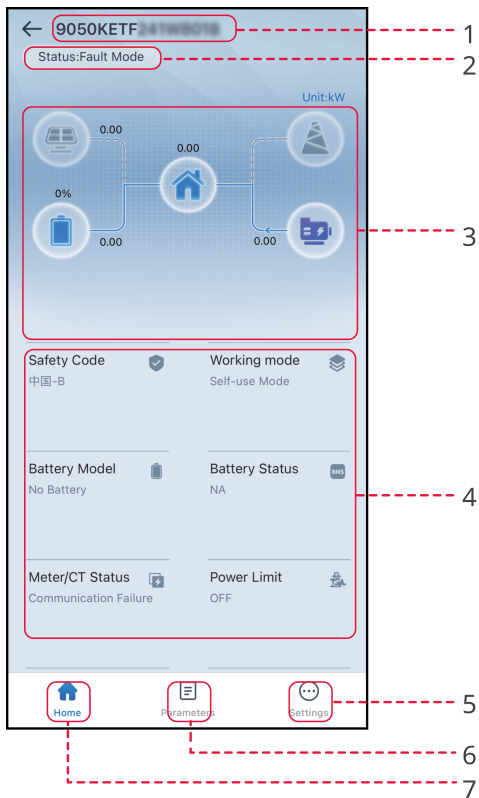 9050KETF
Status:Fault Mode
Unit:kW
0.00
0.00
0%
0.00
0.00
Safety Code
中国-B
Working mode
Self-use Mode
Battery Model
No Battery
Battery Status
BMS
NA
Meter/CT Status
Communication Failure
Power Limit
OFF
Home
Parameters
Settings
1
2
3
4
5
6
7